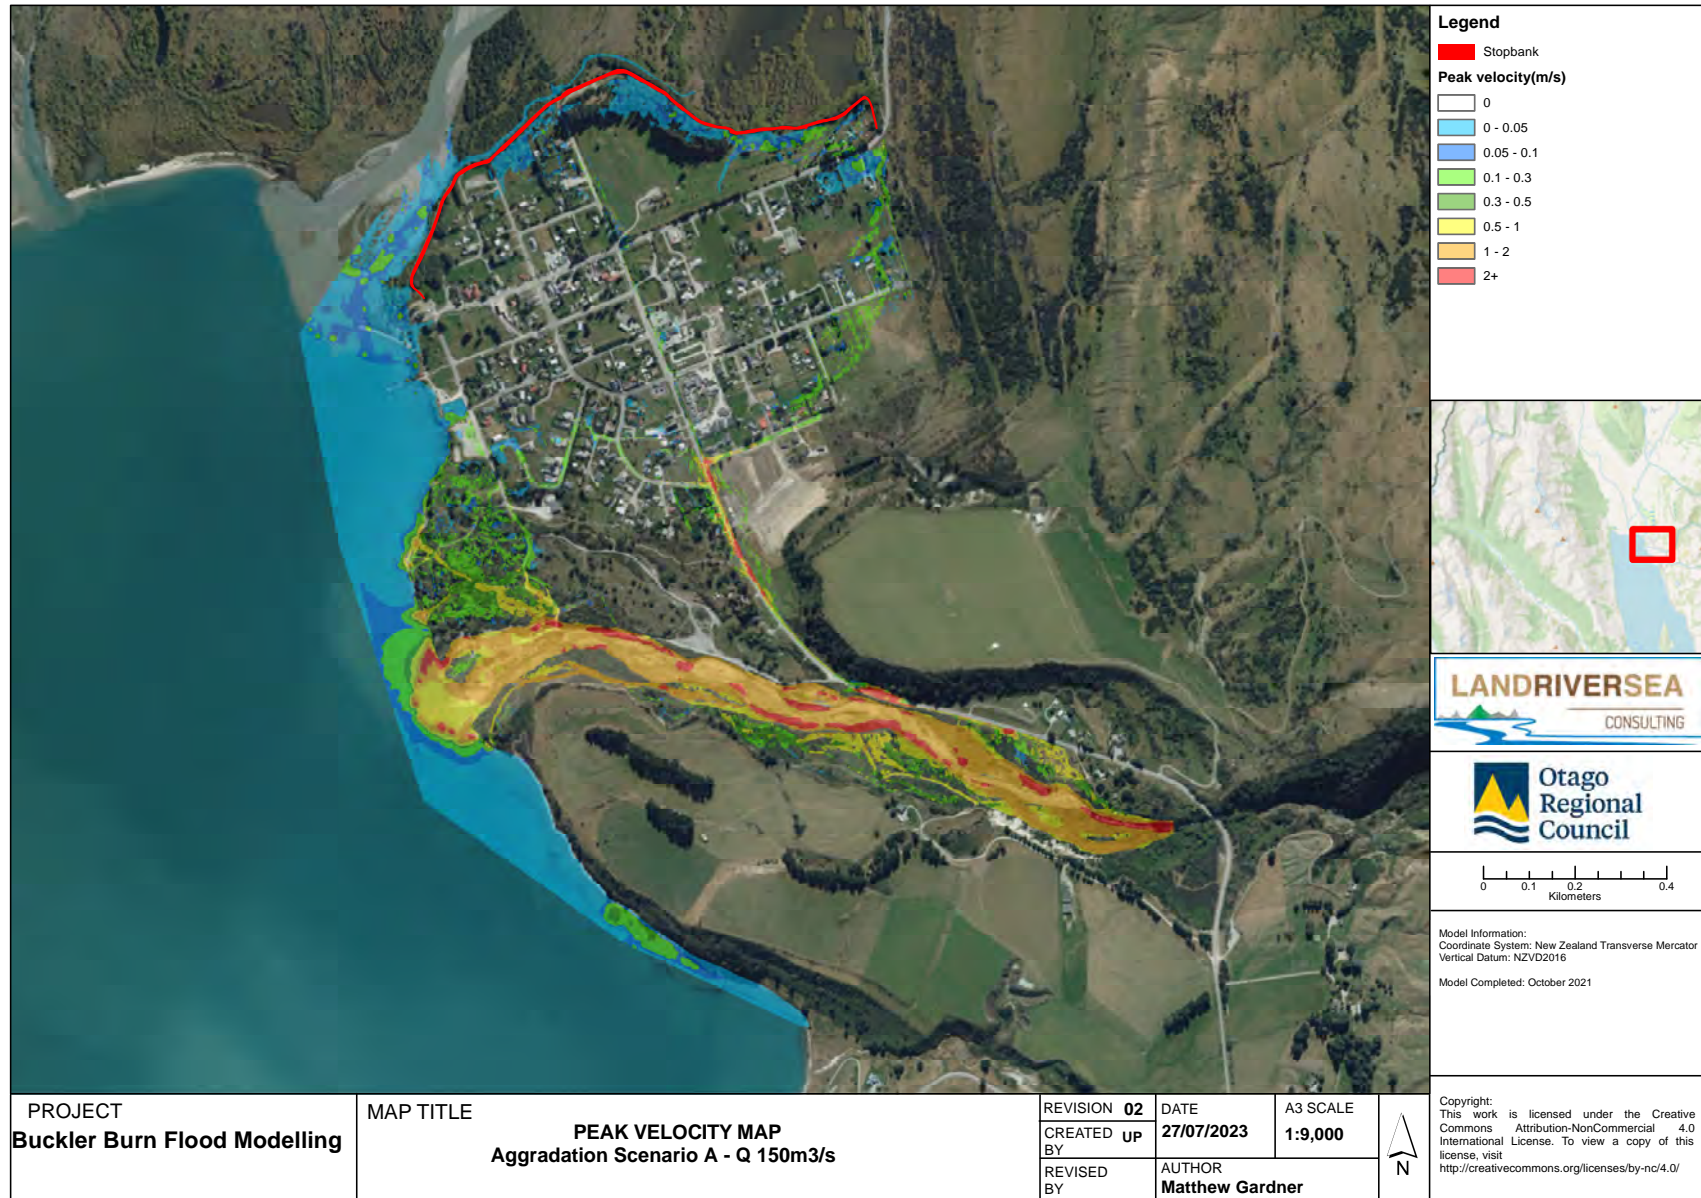 Legend
Stopbank
Peak velocity(m/s)
0
0 - 0.05
0.05 - 0.1
0.1 - 0.3
0.3 - 0.5
0.5 - 1
1 - 2
2+
LANDRIVERSEA
CONSULTING
Otago
Regional
Council
0 0.1 0.2 0.4
Kilometers
Model Information:
Coordinate System: New Zealand Transverse Mercator
Vertical Datum: NZVD2016
Model Completed: October 2021
Copyright:
This work is licensed under the Creative
Commons Attribution-NonCommercial 4.0
International License. To view a copy of this
license, visit
http://creativecommons.org/licenses/by-nc/4.0/
PROJECT
Buckler Burn Flood Modelling
MAP TITLE
PEAK VELOCITY MAP
Aggradation Scenario A - Q 150m3/s
REVISION 02
CREATED BY UP
REVISED BY
DATE
27/07/2023
A3 SCALE
1:9,000
AUTHOR
Matthew Gardner
N